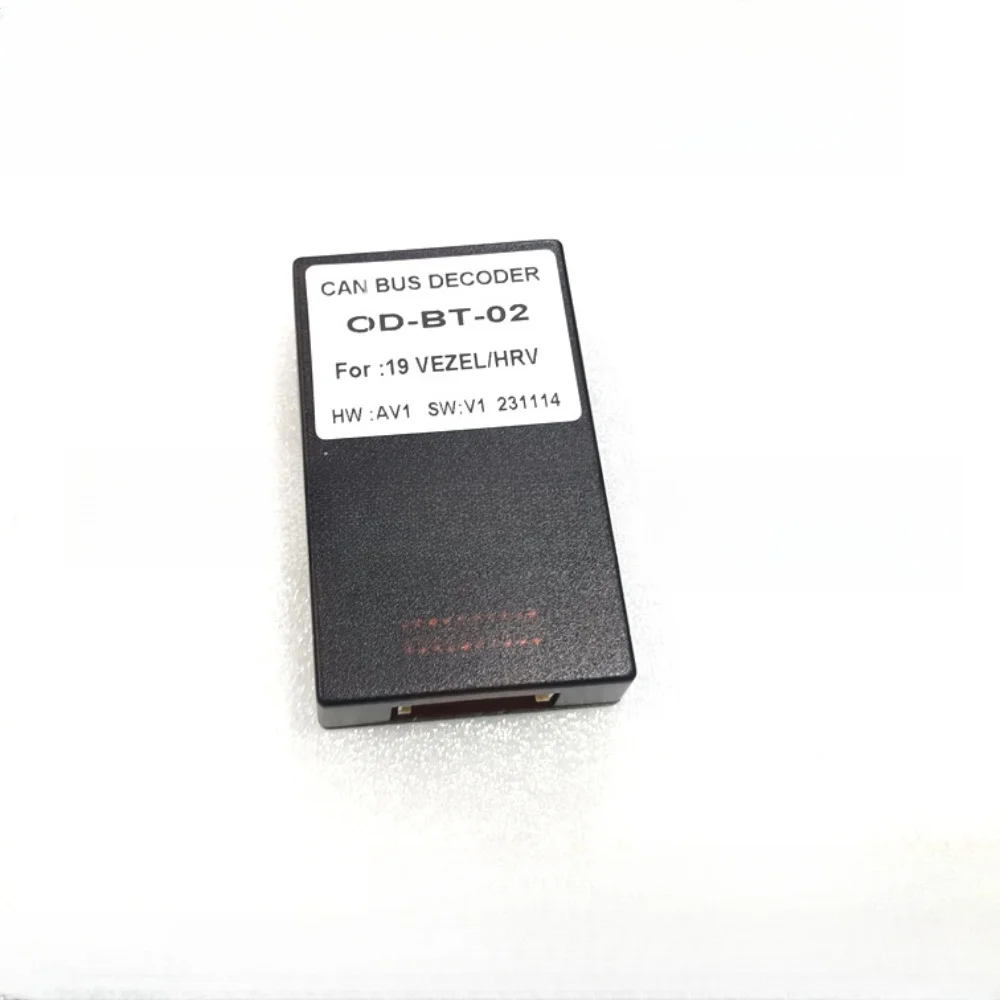 CAN BUS DECODER
OD-BT-02
For :19 VEZEL/HRV
HW :AV1 SW:V1 231114